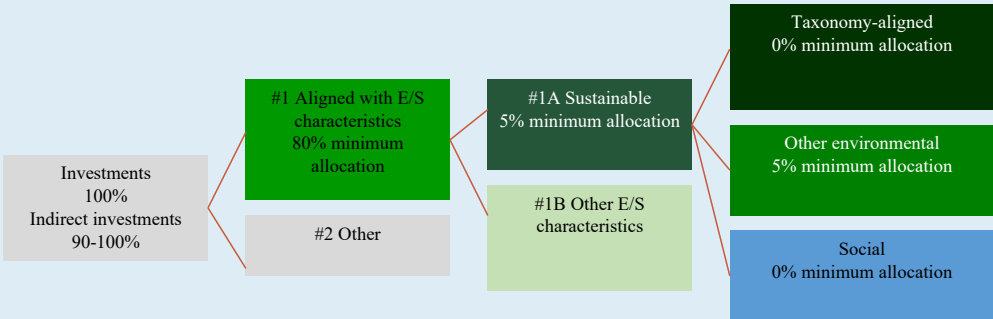 Investments
100%
Indirect investments
90-100%
#1 Aligned with E/S
characteristics
80% minimum
allocation
#2 Other
#1A Sustainable
5% minimum allocation
#1B Other E/S
characteristics
Taxonomy-aligned
0% minimum allocation
Other environmental
5% minimum allocation
Social
0% minimum allocation